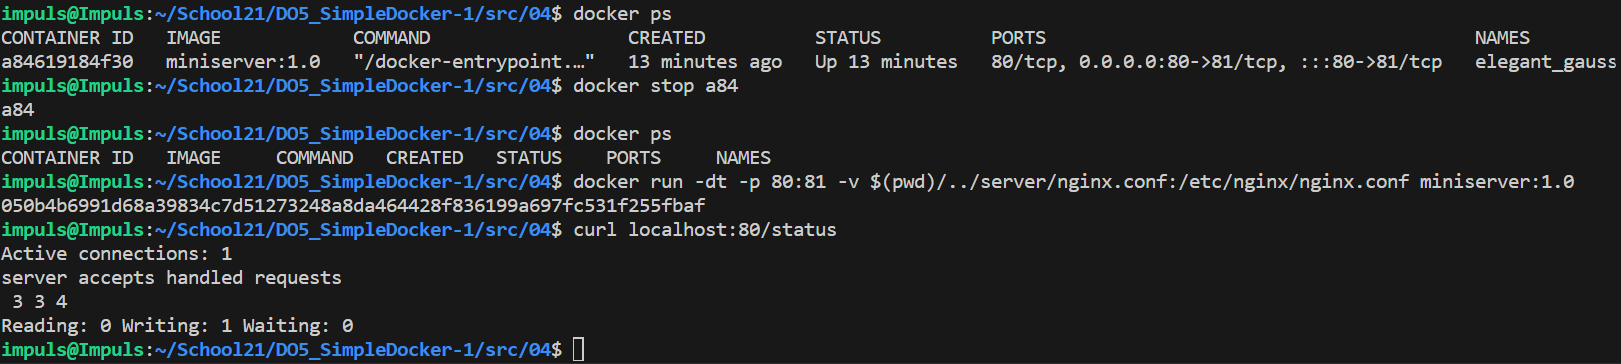 impuls@Impuls:~/School21/DO5_SimpleDocker-1/src/04$ docker ps
CONTAINER ID   IMAGE            COMMAND                  CREATED          STATUS          PORTS                                     NAMES
a84619184f30   miniserver:1.0   "/docker-entrypoint.…"   13 minutes ago   Up 13 minutes   80/tcp, 0.0.0.0:80->81/tcp, :::80->81/tcp   elegant_gauss
impuls@Impuls:~/School21/DO5_SimpleDocker-1/src/04$ docker stop a84
a84
impuls@Impuls:~/School21/DO5_SimpleDocker-1/src/04$ docker ps
CONTAINER ID   IMAGE     COMMAND   CREATED   STATUS    PORTS     NAMES
impuls@Impuls:~/School21/DO5_SimpleDocker-1/src/04$ docker run -dt -p 80:81 -v $(pwd)/../server/nginx.conf:/etc/nginx/nginx.conf miniserver:1.0
050b4b6991d68a39834c7d51273248a8da464428f836199a697fc531f255fbaf
impuls@Impuls:~/School21/DO5_SimpleDocker-1/src/04$ curl localhost:80/status
Active connections: 1
server accepts handled requests
 3 3 4
Reading: 0 Writing: 1 Waiting: 0
impuls@Impuls:~/School21/DO5_SimpleDocker-1/src/04$